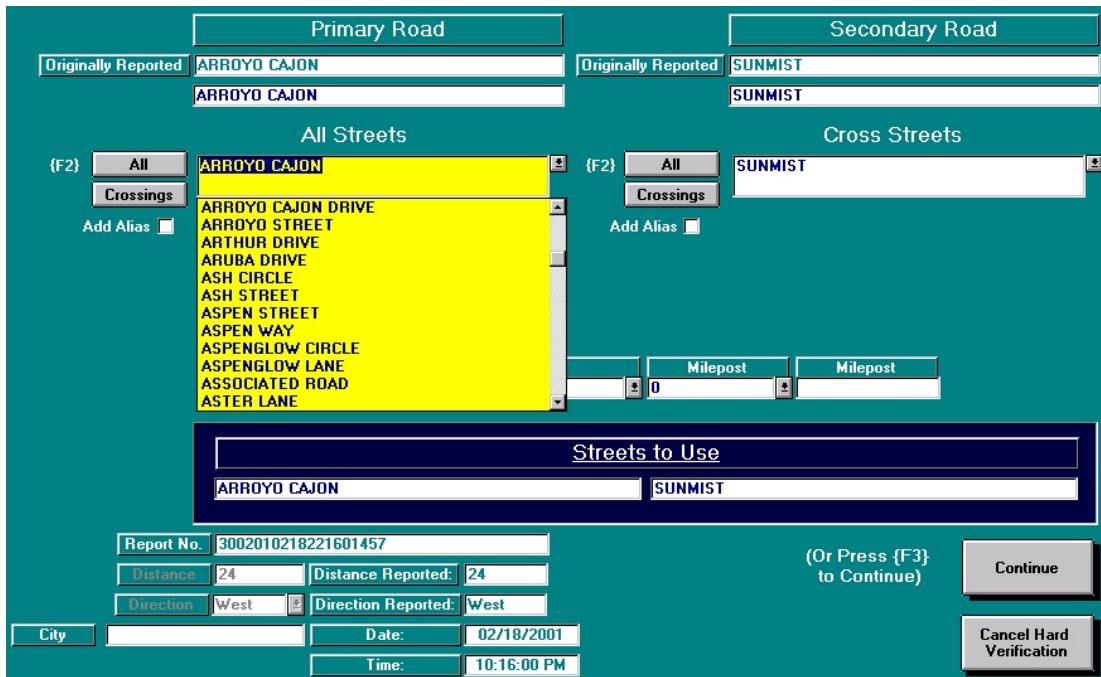 Primary Road
Secondary Road
Originally Reported ARROYO CAJON
Originally Reported SUNMIST
ARROYO CAJON
SUNMIST
All Streets
Cross Streets
{F2} All ARROYO CAJON
{F2} All SUNMIST
Crossings
Crossings
Add Alias
Add Alias
ARROYO CAJON DRIVE
ARROYO STREET
ARTHUR DRIVE
ARUBA DRIVE
ASH CIRCLE
ASH STREET
ASPEN STREET
ASPEN WAY
ASPENGLOW CIRCLE
ASPENGLOW LANE
ASSOCIATED ROAD
ASTER LANE
Milepost Milepost
0
Streets to Use
ARROYO CAJON SUNMIST
Report No. 3002010218221601457
Distance 24 Distance Reported: 24
Direction West Direction Reported: West
City Date: 02/18/2001
Time: 10:16:00 PM
(Or Press {F3}
to Continue)
Continue
Cancel Hard
Verification